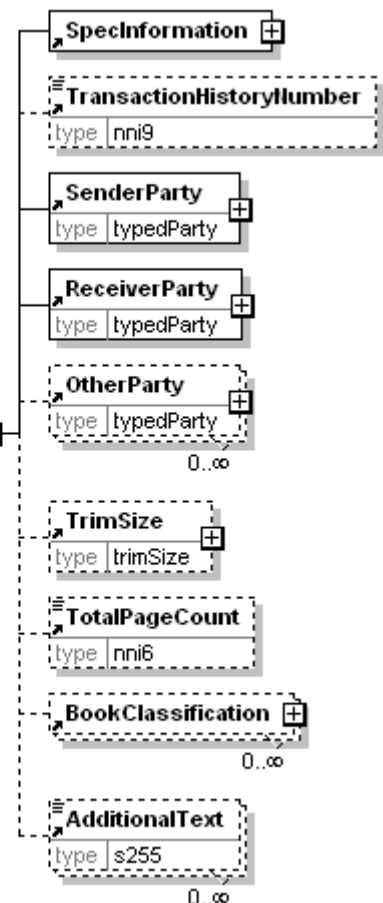 SpecInformation
TransactionHistoryNumber
type nni9
SenderParty
type typedParty
ReceiverParty
type typedParty
OtherParty
type typedParty
0..∞
TrimSize
type trimSize
TotalPageCount
type nni6
BookClassification
0..∞
AdditionalText
type s255
0..∞